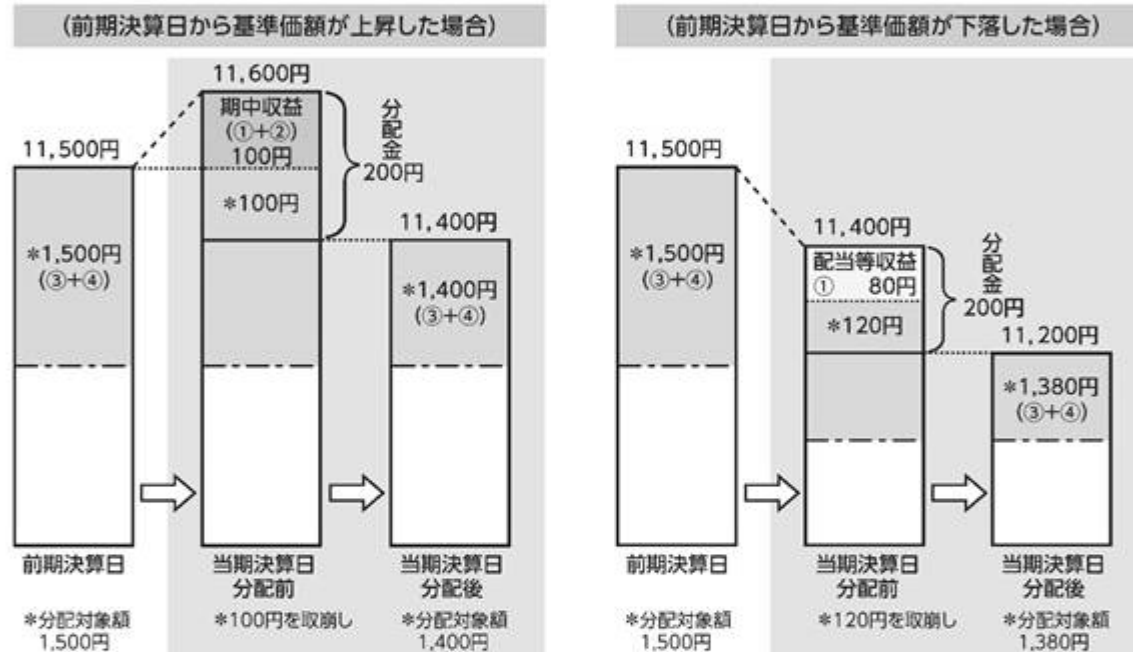 (前期決算日から基準価額が上昇した場合)
11,600円
期中収益
(①+②)
100円
分配金
200円
11,500円
＊100円
11,400円
＊1,500円
(③+④)
＊1,400円
(③+④)
前期決算日
当期決算日
分配前
当期決算日
分配後
＊分配対象額
1,500円
＊100円を取崩し
＊分配対象額
1,400円
(前期決算日から基準価額が下落した場合)
11,500円
11,400円
配当等収益
① 80円
分配金
200円
＊1,500円
(③+④)
＊120円
11,200円
＊1,380円
(③+④)
前期決算日
当期決算日
分配前
当期決算日
分配後
＊分配対象額
1,500円
＊120円を取崩し
＊分配対象額
1,380円